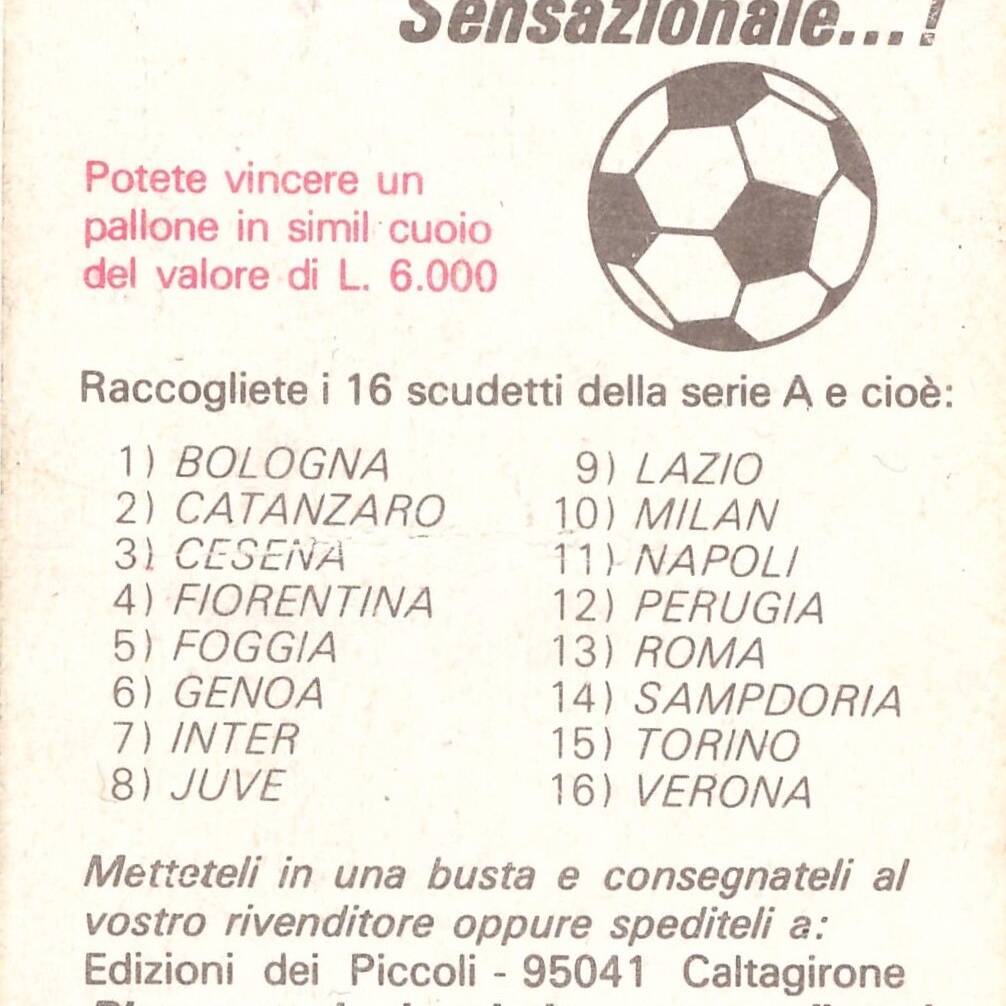 Sensazionale...!
Potete vincere un
pallone in simil cuoio
del valore di L. 6.000
Raccogliete i 16 scudetti della serie A e cioè:
1) BOLOGNA
2) CATANZARO
3) CESENA
4) FIORENTINA
5) FOGGIA
6) GENOA
7) INTER
8) JUVE
9) LAZIO
10) MILAN
11) NAPOLI
12) PERUGIA
13) ROMA
14) SAMPDORIA
15) TORINO
16) VERONA
Metteteli in una busta e consegnateli al
vostro rivenditore oppure spediteli a:
Edizioni dei Piccoli - 95041 Caltagirone